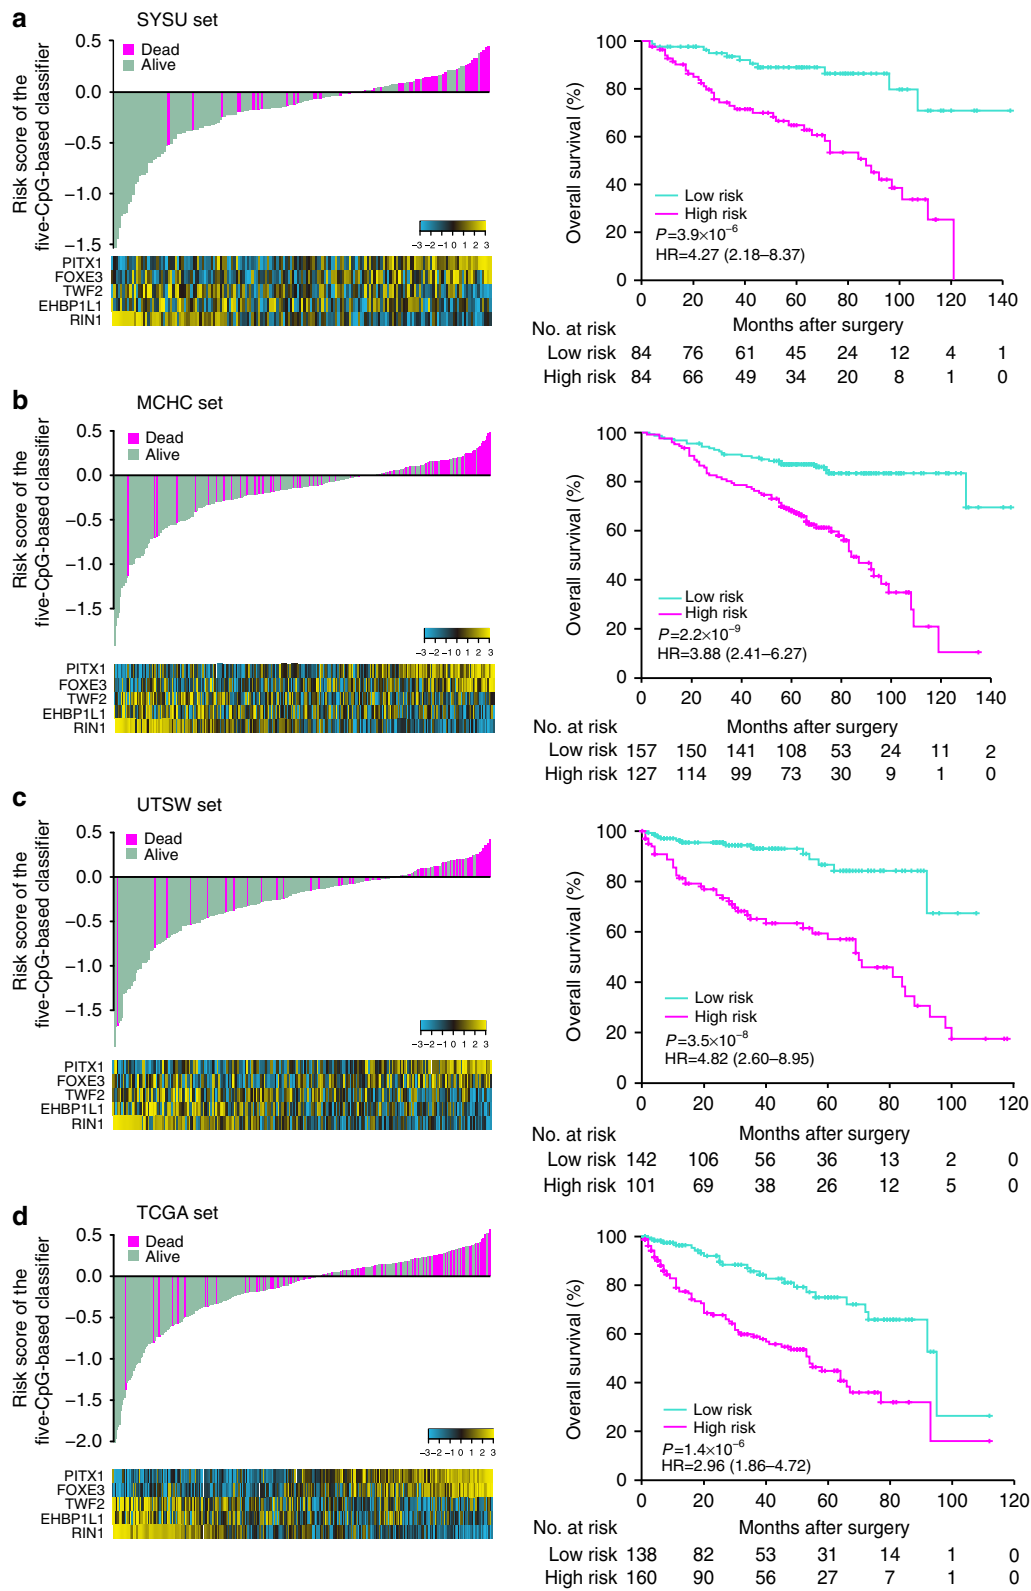 a
SYSU set
Risk score of the
five-CpG-based classifier
0.5
0.0
−0.5
−1.0
−1.5
Dead
Alive
−3 −2 −1 0 1 2 3
PITX1
FOXE3
TWF2
EHBP1L1
RIN1
Overall survival (%)
100
80
60
40
20
0
Low risk
High risk
P=3.9×10⁻⁶
HR=4.27 (2.18–8.37)
0 20 40 60 80 100 120 140
Months after surgery
No. at risk
Low risk 84 76 61 45 24 12 4 1
High risk 84 66 49 34 20 8 1 0
b
MCHC set
Risk score of the
five-CpG-based classifier
0.5
0.0
−0.5
−1.0
−1.5
Dead
Alive
−3 −2 −1 0 1 2 3
PITX1
FOXE3
TWF2
EHBP1L1
RIN1
Overall survival (%)
100
80
60
40
20
0
Low risk
High risk
P=2.2×10⁻⁹
HR=3.88 (2.41–6.27)
0 20 40 60 80 100 120 140
Months after surgery
No. at risk
Low risk 157 150 141 108 53 24 11 2
High risk 127 114 99 73 30 9 1 0
c
UTSW set
Risk score of the
five-CpG-based classifier
0.5
0.0
−0.5
−1.0
−1.5
Dead
Alive
−3 −2 −1 0 1 2 3
PITX1
FOXE3
TWF2
EHBP1L1
RIN1
Overall survival (%)
100
80
60
40
20
0
Low risk
High risk
P=3.5×10⁻⁸
HR=4.82 (2.60–8.95)
0 20 40 60 80 100 120
Months after surgery
No. at risk
Low risk 142 106 56 36 13 2 0
High risk 101 69 38 26 12 5 0
d
TCGA set
Risk score of the
five-CpG-based classifier
0.5
0.0
−0.5
−1.0
−1.5
−2.0
Dead
Alive
−3 −2 −1 0 1 2 3
PITX1
FOXE3
TWF2
EHBP1L1
RIN1
Overall survival (%)
100
80
60
40
20
0
Low risk
High risk
P=1.4×10⁻⁶
HR=2.96 (1.86–4.72)
0 20 40 60 80 100 120
Months after surgery
No. at risk
Low risk 138 82 53 31 14 1 0
High risk 160 90 56 27 7 1 0